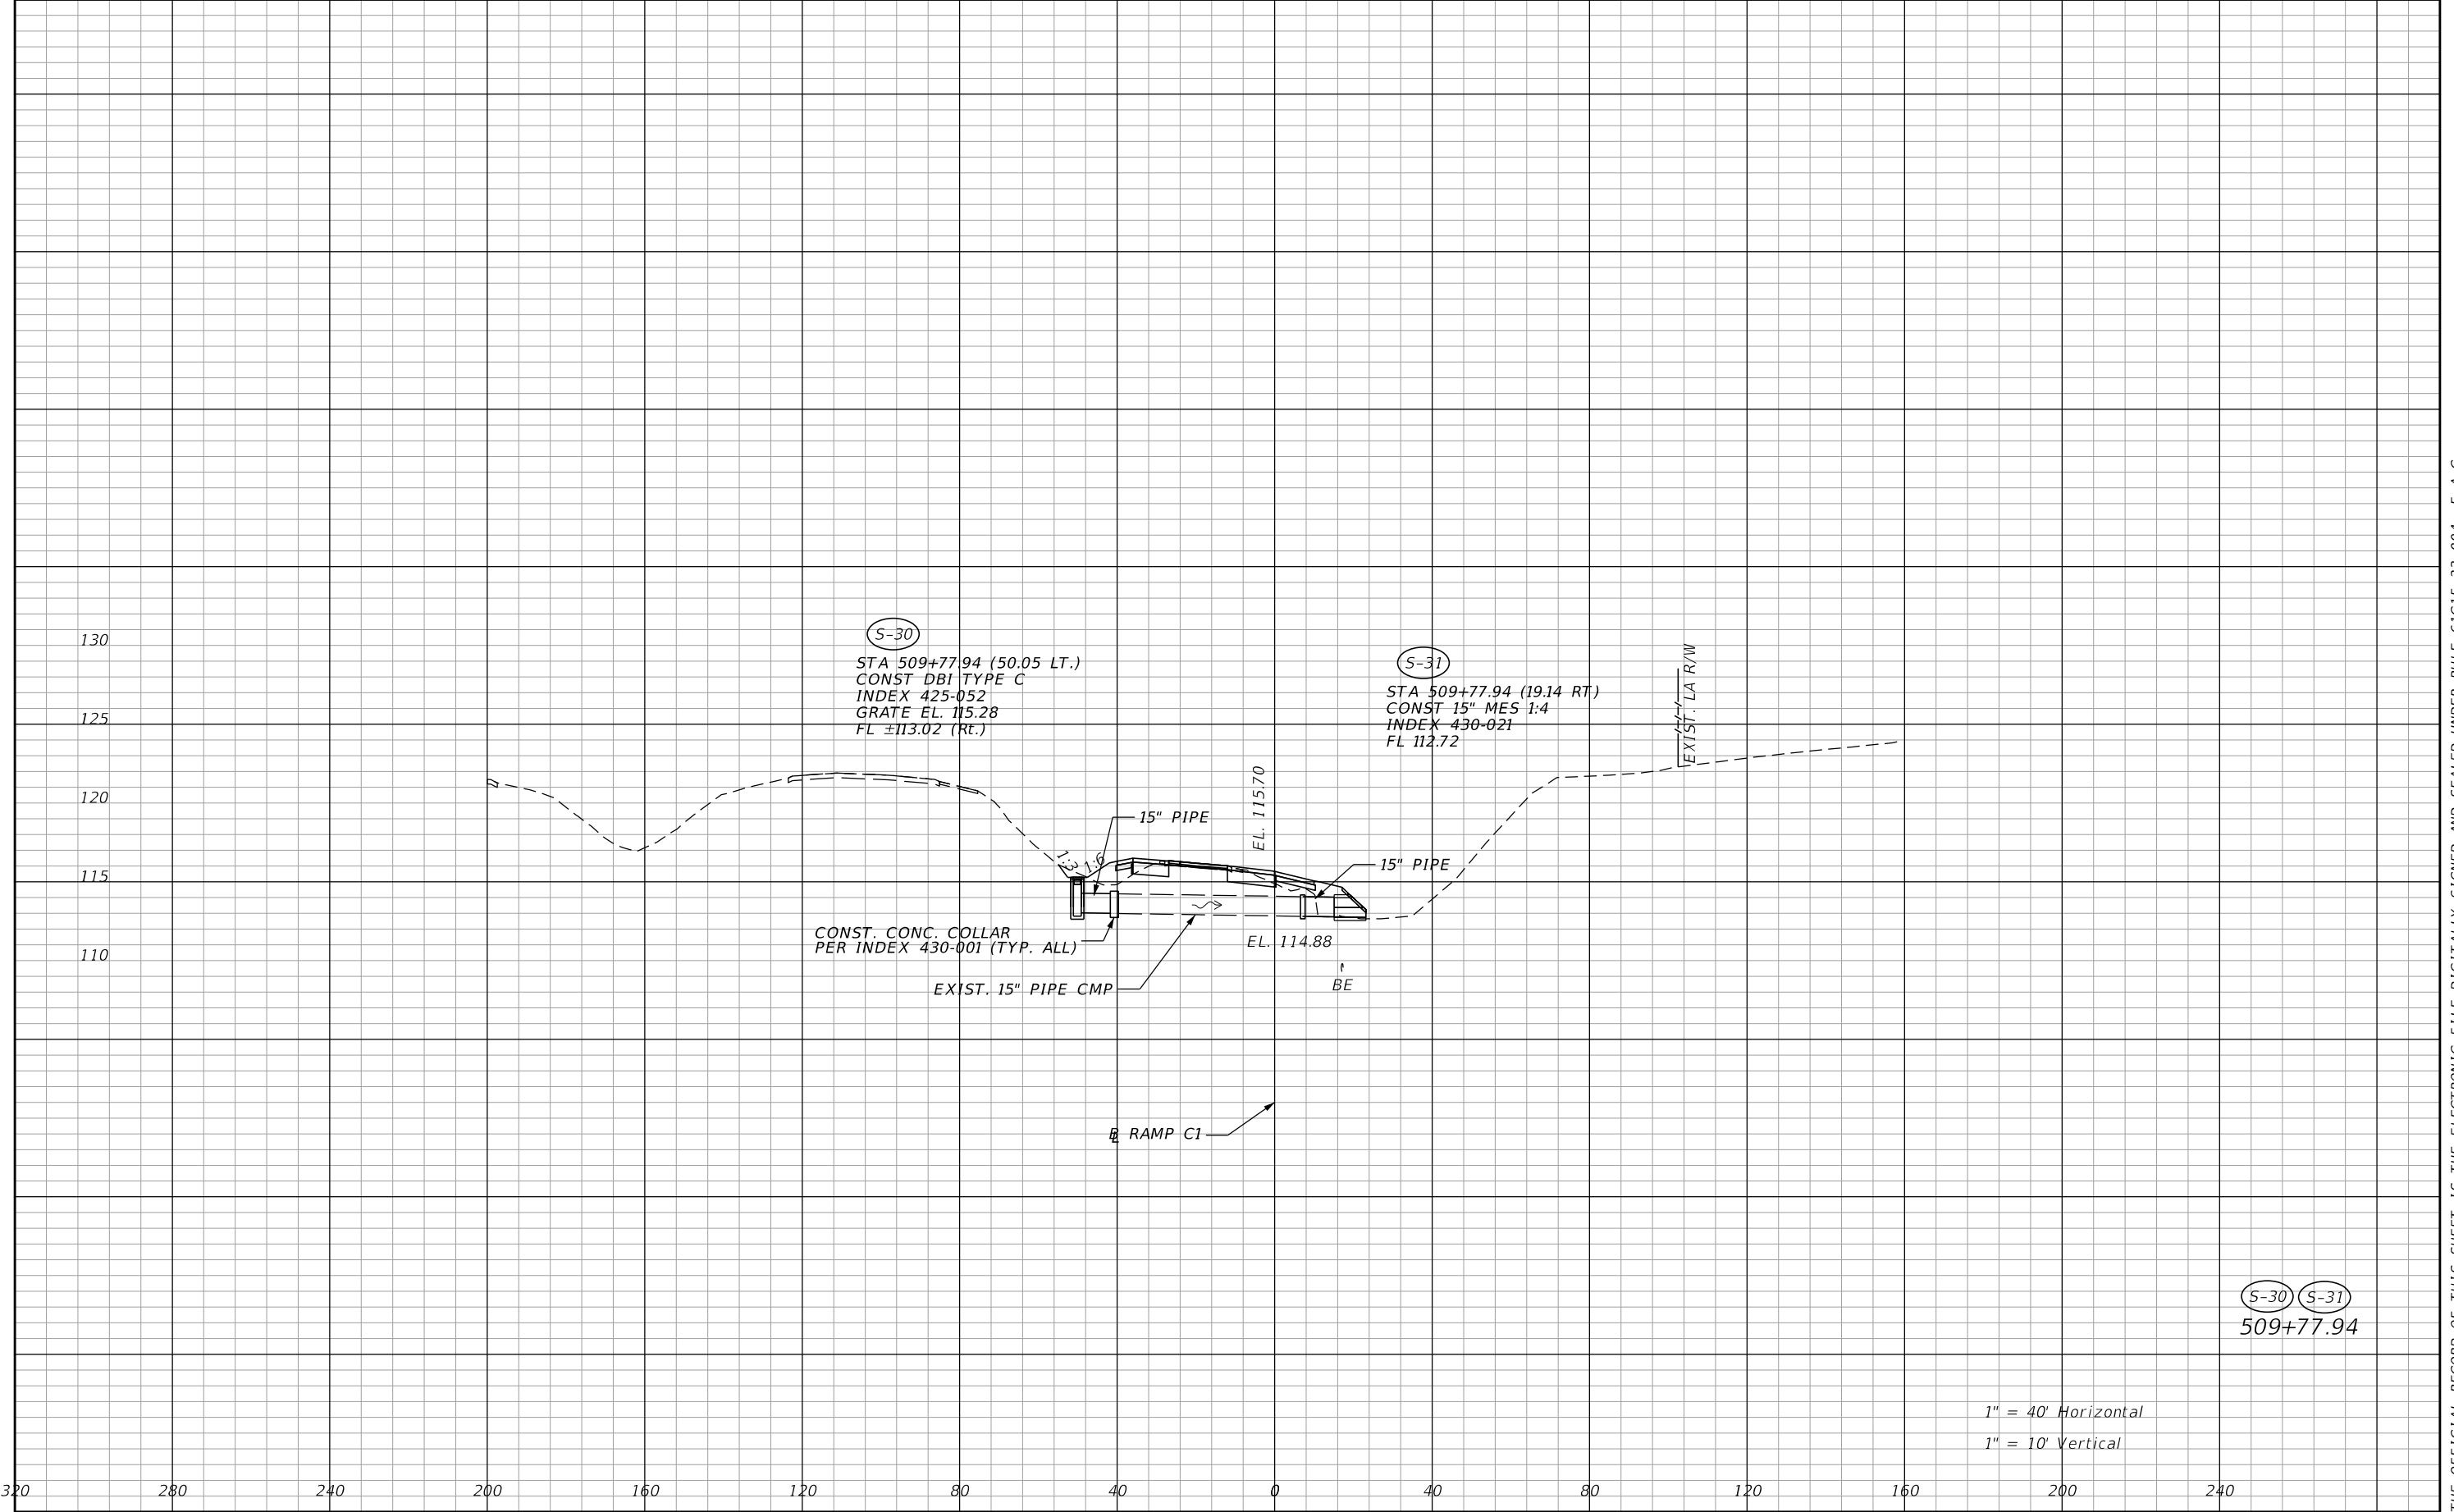 S-30
STA 509+77.94 (50.05 LT.)
CONST DBI TYPE C
INDEX 425-052
GRATE EL. 115.28
FL ±113.02 (Rt.)
S-31
STA 509+77.94 (19.14 RT)
CONST 15" MES 1:4
INDEX 430-021
FL 112.72
EXIST. LA R/W
130
125
120
115
110
EL. 115.70
15" PIPE
1:3
1:6
15" PIPE
CONST. CONC. COLLAR
PER INDEX 430-001 (TYP. ALL)
EL. 114.88
EXIST. 15" PIPE CMP
BE
BL RAMP C1
S-30 S-31
509+77.94
1" = 40' Horizontal
1" = 10' Vertical
320 280 240 200 160 120 80 40 0 40 80 120 160 200 240